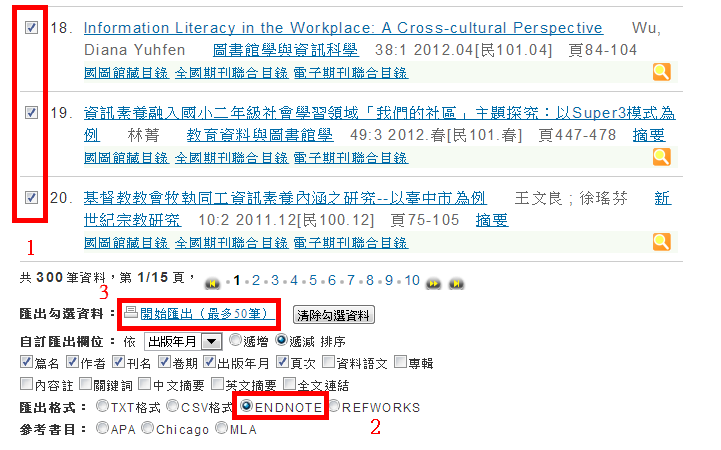 18. Information Literacy in the Workplace: A Cross-cultural Perspective Wu,
Diana Yuhfen 圖書館學與資訊科學 38:1 2012.04[民101.04] 頁84-104
國圖館藏目錄 全國期刊聯合目錄 電子期刊聯合目錄
19. 資訊素養融入國小二年級社會學習領域「我們的社區」主題探究：以Super3模式為
例 林菁 教育資料與圖書館學 49:3 2012.春[民101.春] 頁447-478 摘要
國圖館藏目錄 全國期刊聯合目錄 電子期刊聯合目錄
20. 基督教教會牧執同工資訊素養內涵之研究--以臺中市為例 王文良 ; 徐瑤芬 新
世紀宗教研究 10:2 2011.12[民100.12] 頁75-105 摘要
國圖館藏目錄 全國期刊聯合目錄 電子期刊聯合目錄
1
共 300 筆資料，第 1/15 頁， 1 2 3 4 5 6 7 8 9 10
3
匯出勾選資料： 開始匯出（最多50筆） 清除勾選資料
自訂匯出欄位： 依 出版年月 遞增 遞減 排序
篇名 作者 刊名 卷期 出版年月 頁次 資料語文 專輯
內容註 關鍵詞 中文摘要 英文摘要 全文連結
匯出格式： TXT格式 CSV格式 ENDNOTE REFWORKS
參考書目： APA Chicago MLA
2